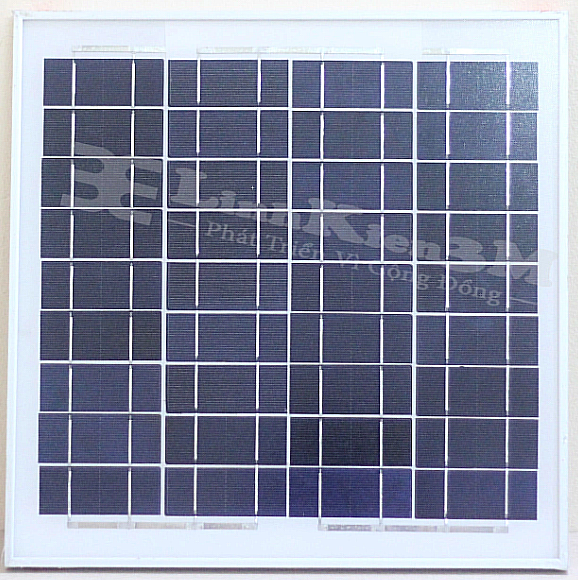 LinhKien3M
Phát Triển Vì Cộng Đồng